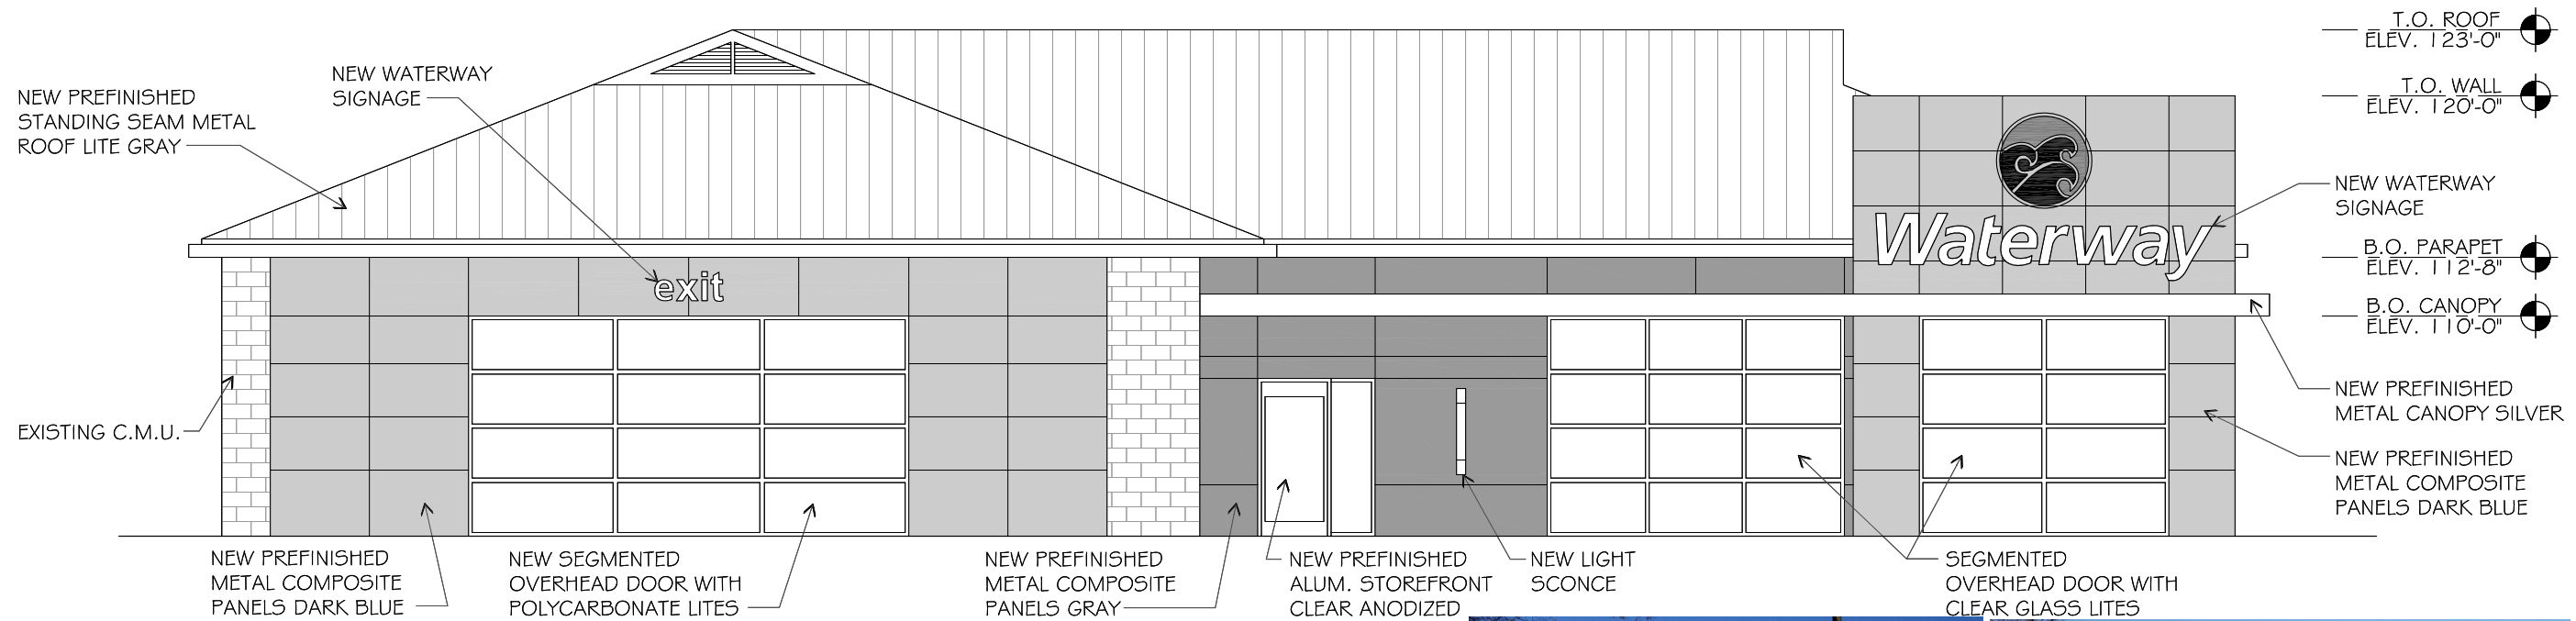 T.O. ROOF
ELEV. 123'-0"
T.O. WALL
ELEV. 120'-0"
NEW WATERWAY
SIGNAGE
NEW PREFINISHED
STANDING SEAM METAL
ROOF LITE GRAY
NEW WATERWAY
SIGNAGE
Waterway
B.O. PARAPET
ELEV. 112'-8"
exit
B.O. CANOPY
ELEV. 110'-0"
EXISTING C.M.U.
NEW PREFINISHED
METAL CANOPY SILVER
NEW PREFINISHED
METAL COMPOSITE
PANELS DARK BLUE
NEW PREFINISHED
METAL COMPOSITE
PANELS DARK BLUE
NEW SEGMENTED
OVERHEAD DOOR WITH
POLYCARBONATE LITES
NEW PREFINISHED
METAL COMPOSITE
PANELS GRAY
NEW PREFINISHED
ALUM. STOREFRONT
CLEAR ANODIZED
NEW LIGHT
SCONCE
SEGMENTED
OVERHEAD DOOR WITH
CLEAR GLASS LITES